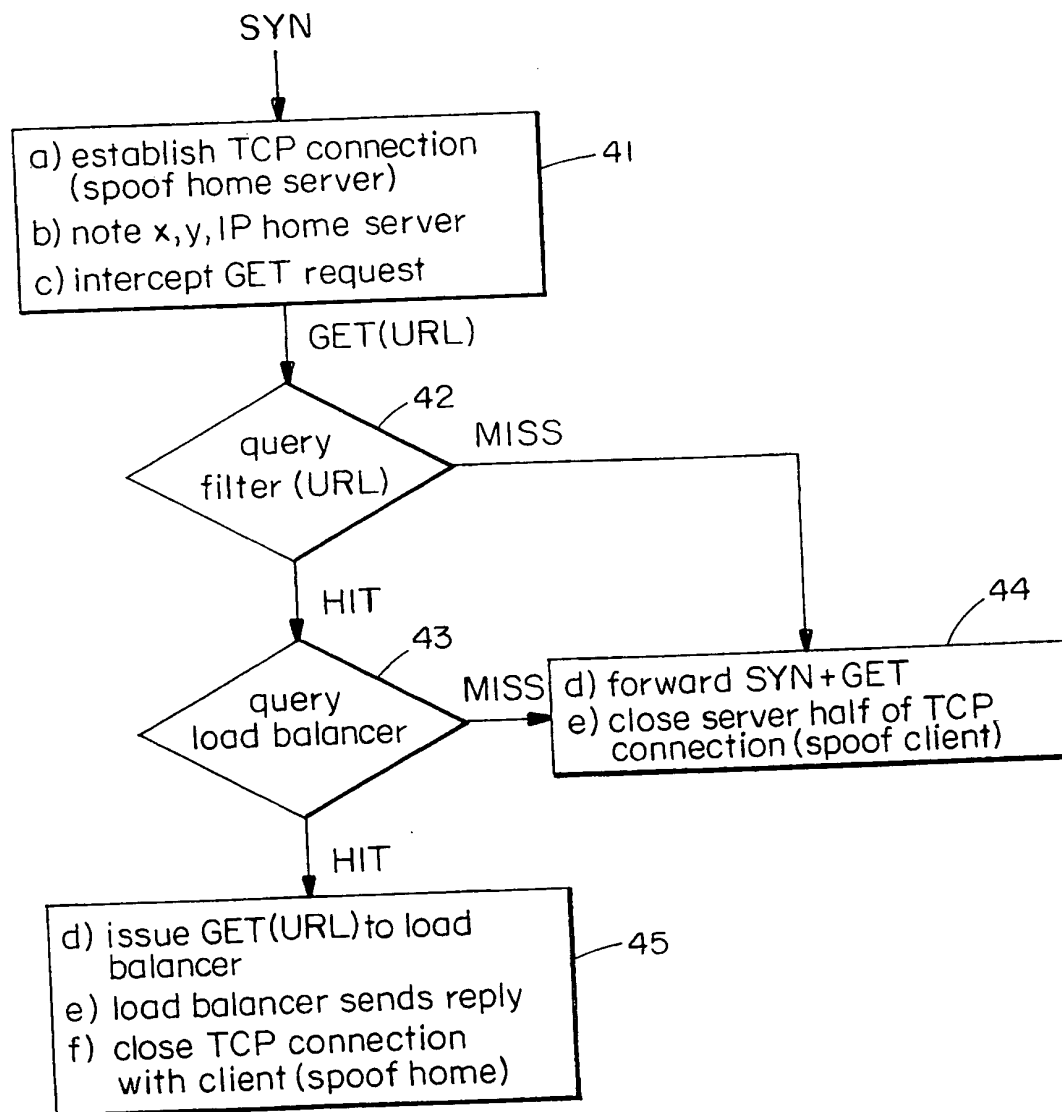 SYN
a) establish TCP connection
(spoof home server)
b) note x, y, IP home server
c) intercept GET request
41
GET(URL)
42
query
filter (URL)
MISS
HIT
43
query
load balancer
MISS
44
d) forward SYN+GET
e) close server half of TCP
connection (spoof client)
HIT
45
d) issue GET(URL) to load
balancer
e) load balancer sends reply
f) close TCP connection
with client (spoof home)